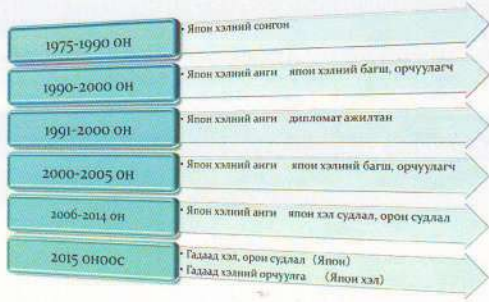 1975-1990 ОН
• Япон хэлний сонгон
1990-2000 ОН
• Япон хэлний анги япон хэлний багш, орчуулагч
1991-2000 ОН
• Япон хэлний анги дипломат ажилтан
2000-2005 ОН
• Япон хэлний анги япон хэлний багш, орчуулагч
2006-2014 ОН
• Япон хэлний анги япон хэл судлал, орон судлал
2015 ОНООС
• Гадаад хэл, орон судлал (Япон)
• Гадаад хэлний орчуулга (Япон хэл)